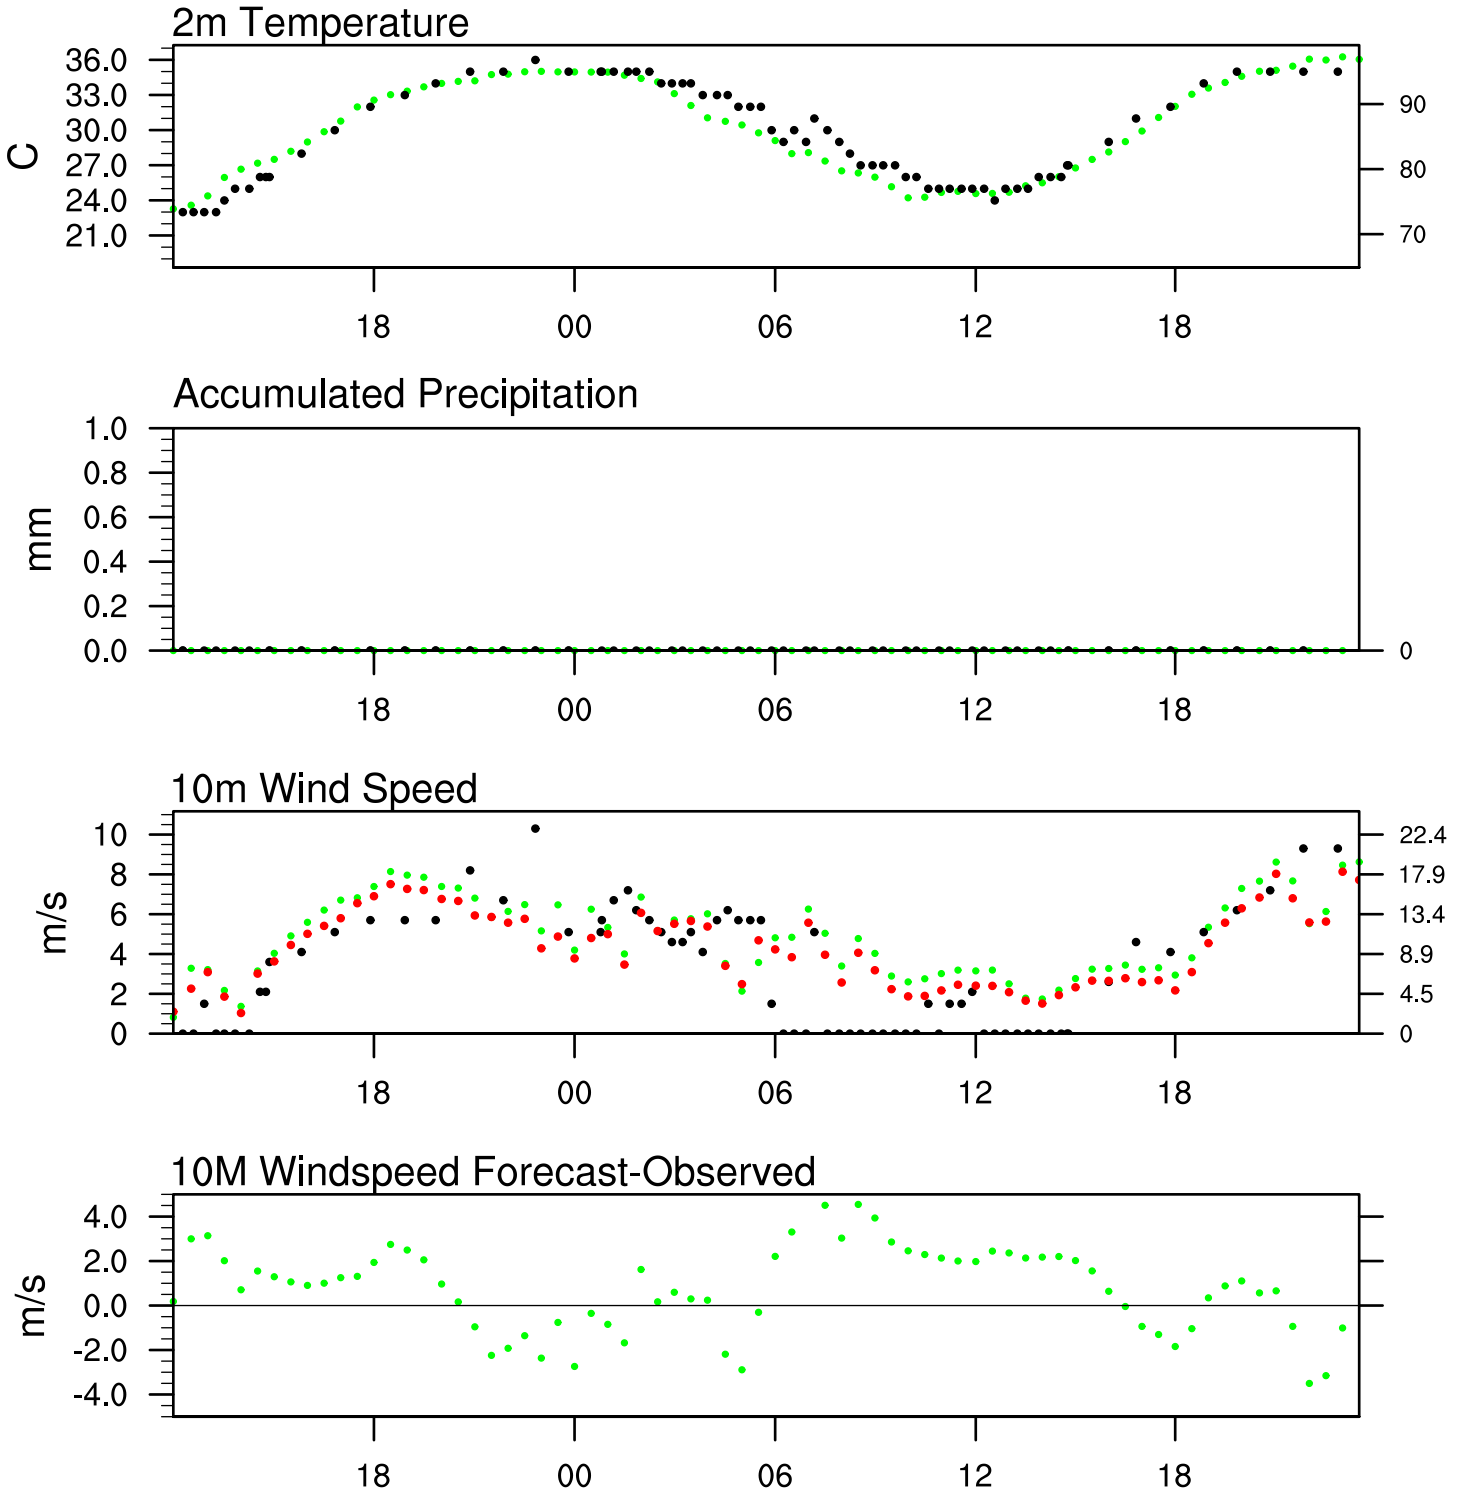 2m Temperature
36.0
33.0
30.0
27.0
24.0
21.0
C
90
80
70
18 00 06 12 18
Accumulated Precipitation
1.0
0.8
0.6
0.4
0.2
0.0
mm
0
18 00 06 12 18
10m Wind Speed
10
8
6
4
2
0
m/s
22.4
17.9
13.4
8.9
4.5
0
18 00 06 12 18
10M Windspeed Forecast-Observed
4.0
2.0
0.0
-2.0
-4.0
m/s
18 00 06 12 18